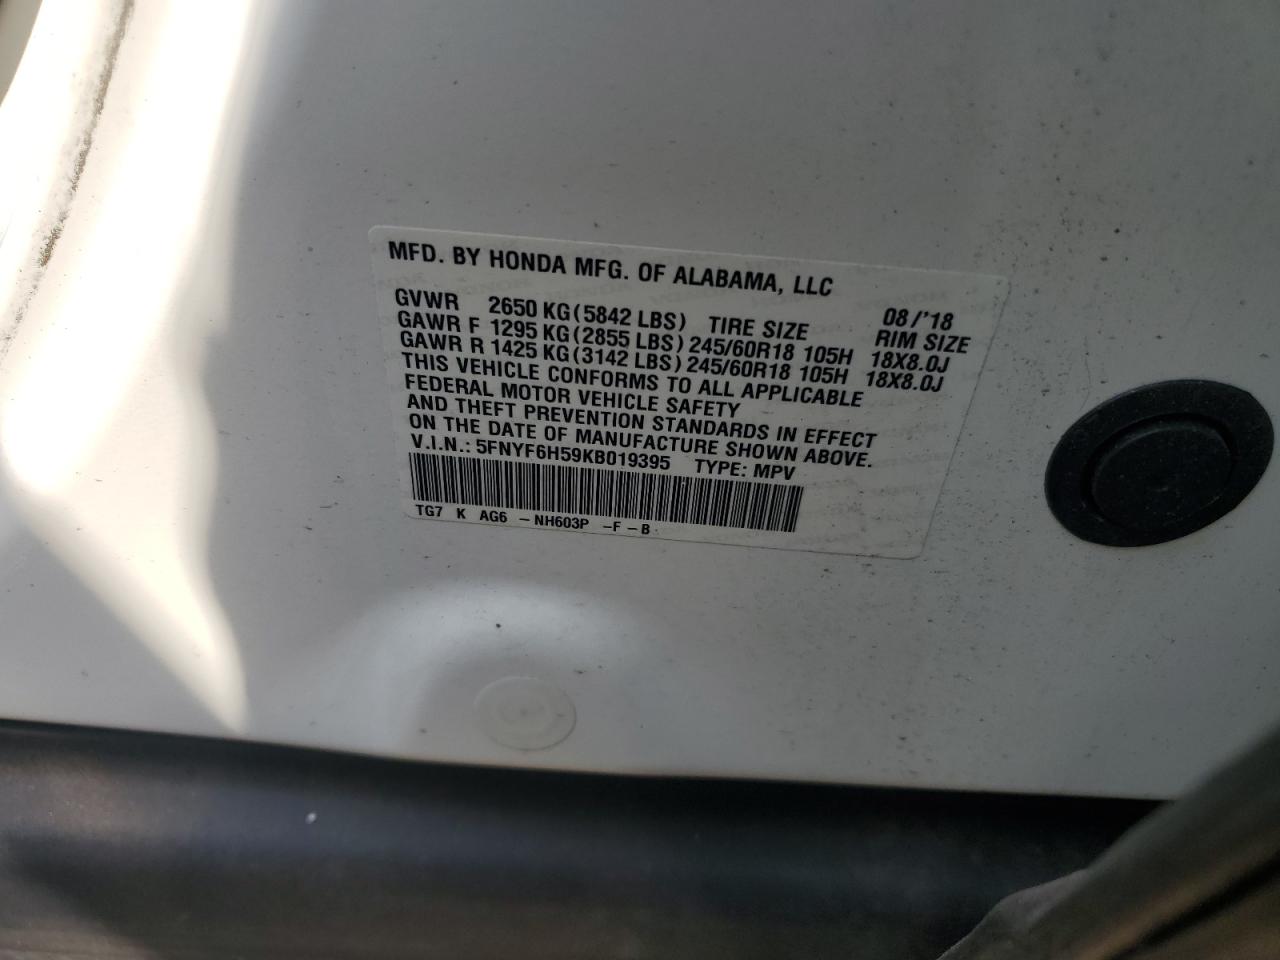 MFD. BY HONDA MFG. OF ALABAMA, LLC
GVWR 2650 KG(5842 LBS) TIRE SIZE 08/'18 RIM SIZE
GAWR F 1295 KG(2855 LBS) 245/60R18 105H 18X8.0J
GAWR R 1425 KG(3142 LBS) 245/60R18 105H 18X8.0J
THIS VEHICLE CONFORMS TO ALL APPLICABLE
FEDERAL MOTOR VEHICLE SAFETY
AND THEFT PREVENTION STANDARDS IN EFFECT
ON THE DATE OF MANUFACTURE SHOWN ABOVE.
V.I.N.: 5FNYF6H59KB019395 TYPE: MPV
TG7 K AG6 -NH603P -F-B